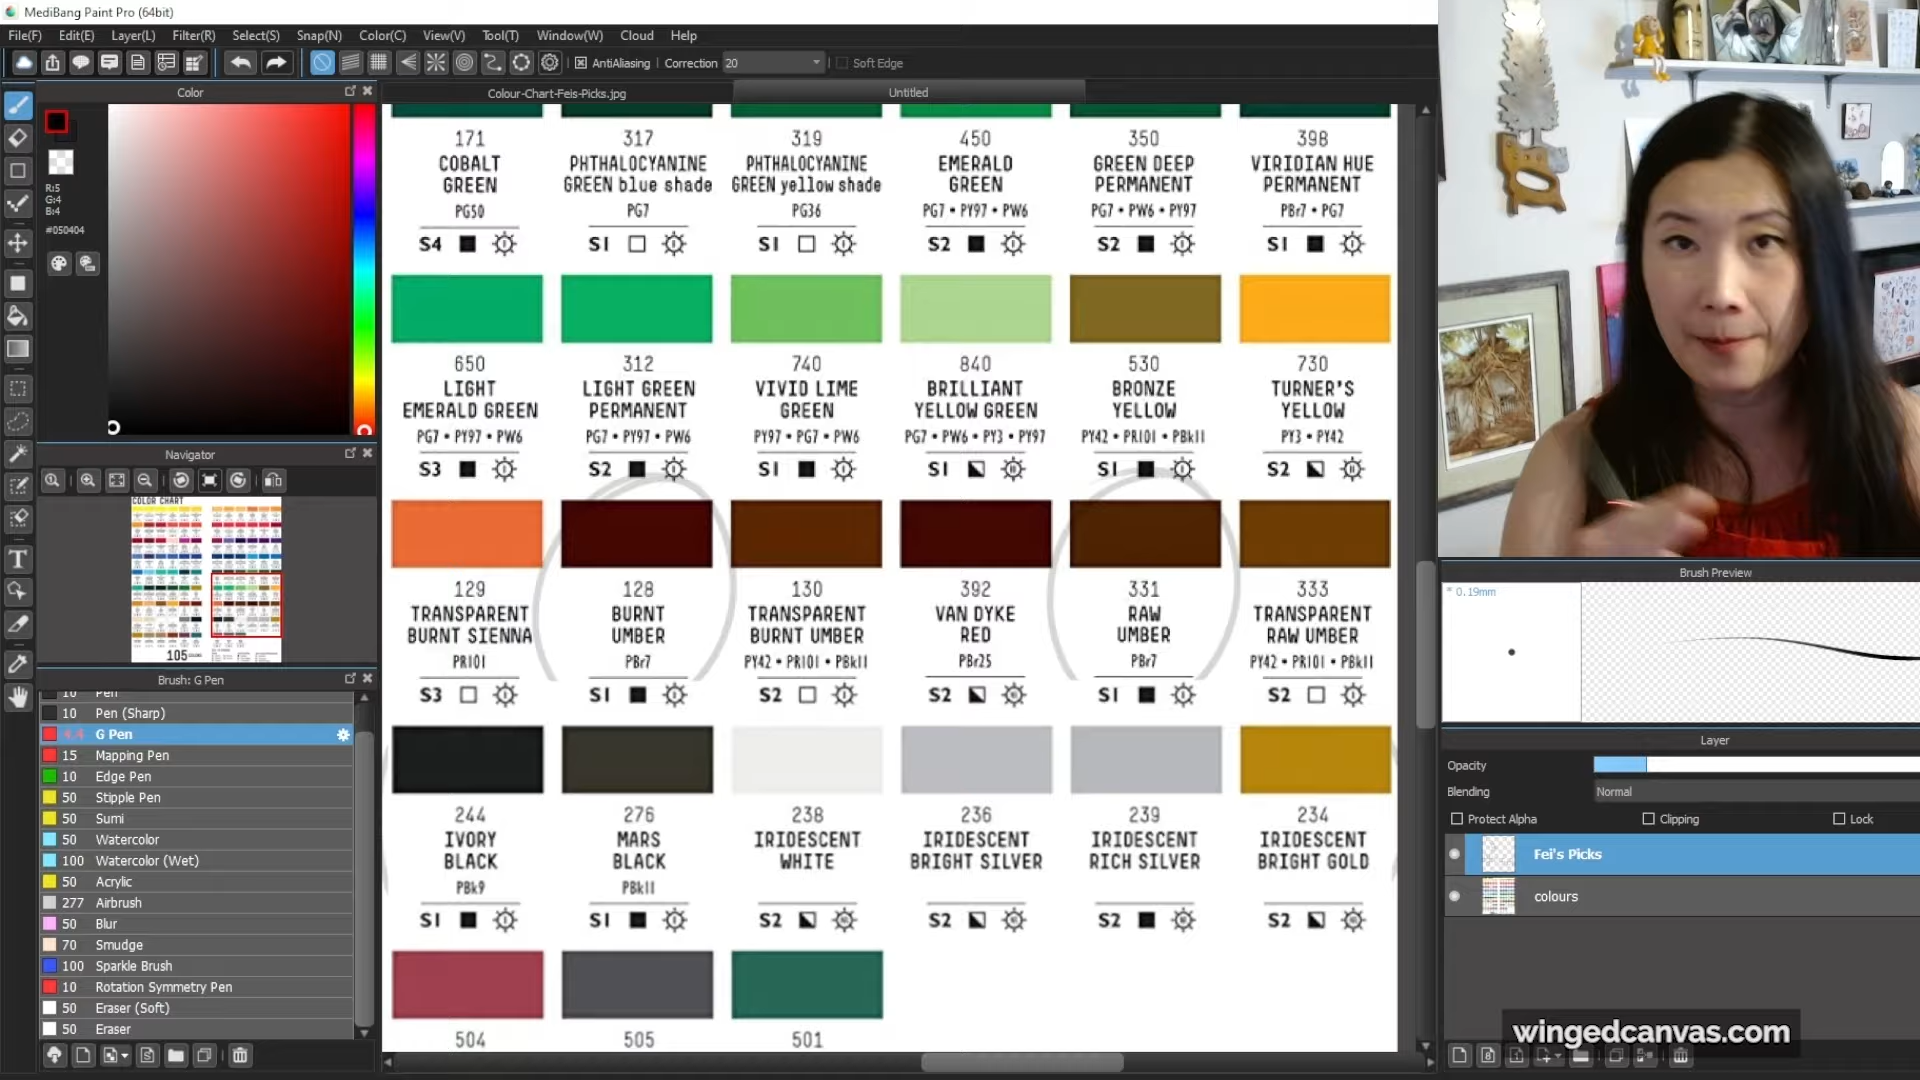 MediBang Paint Pro (64bit)
File(F) Edit(E) Layer(L) Filter(R) Select(S) Snap(N) Color(C) View(V) Tool(T) Window(W) Cloud Help
AntiAliasing Correction 20 Soft Edge
Color
Colour-Chart-Feis-Picks.jpg
Untitled
R:5
G:4
B:4
#050404
Navigator
COLOR CHART
105
Brush: G Pen
10 Pen
10 Pen (Sharp)
4.4 G Pen
15 Mapping Pen
10 Edge Pen
50 Stipple Pen
50 Sumi
50 Watercolor
100 Watercolor (Wet)
50 Acrylic
277 Airbrush
50 Blur
70 Smudge
100 Sparkle Brush
10 Rotation Symmetry Pen
50 Eraser (Soft)
50 Eraser
171 317 319 450 350 398
COBALT PHTHALOCYANINE PHTHALOCYANINE EMERALD GREEN DEEP VIRIDIAN HUE
GREEN GREEN blue shade GREEN yellow shade GREEN PERMANENT PERMANENT
PG50 PG7 PG36 PG7 • PY97 • PW6 PG7 • PW6 • PY97 PBr7 • PG7
S4 S1 S1 S2 S2 S1
650 312 740 840 530 730
LIGHT LIGHT GREEN VIVID LIME BRILLIANT BRONZE TURNER'S
EMERALD GREEN PERMANENT GREEN YELLOW GREEN YELLOW YELLOW
PG7 • PY97 • PW6 PG7 • PY97 • PW6 PY97 • PG7 • PW6 PG7 • PW6 • PY3 • PY97 PY42 • PR101 • PBk11 PY3 • PY42
S3 S2 S1 S1 S1 S2
129 128 130 392 331 333
TRANSPARENT BURNT TRANSPARENT VAN DYKE RAW TRANSPARENT
BURNT SIENNA UMBER BURNT UMBER RED UMBER RAW UMBER
PR101 PBr7 PY42 • PR101 • PBk11 PBr25 PBr7 PY42 • PR101 • PBk11
S3 S1 S2 S2 S1 S2
244 276 238 236 239 234
IVORY MARS IRIDESCENT IRIDESCENT IRIDESCENT IRIDESCENT
BLACK BLACK WHITE BRIGHT SILVER RICH SILVER BRIGHT GOLD
PBk9 PBk11
S1 S1 S2 S2 S2 S2
504 505 501
Brush Preview
* 0.19mm
Layer
Opacity
Blending Normal
Protect Alpha Clipping Lock
Fei's Picks
colours
wingedcanvas.com